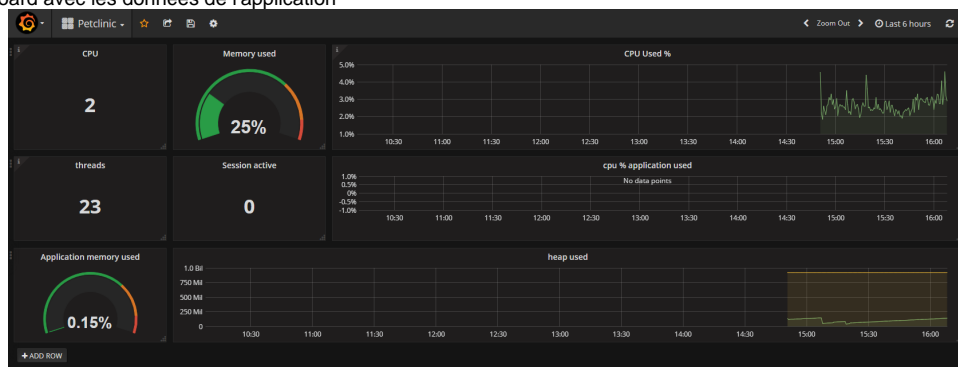 board avec les données de l'application
Petclinic
Zoom Out Last 6 hours
CPU
2
Memory used
25%
CPU Used %
5.0%
4.0%
3.0%
2.0%
1.0%
10:30 11:00 11:30 12:00 12:30 13:00 13:30 14:00 14:30 15:00 15:30 16:00
threads
23
Session active
0
cpu % application used
No data points
1.0%
0.5%
0%
-0.5%
-1.0%
10:30 11:00 11:30 12:00 12:30 13:00 13:30 14:00 14:30 15:00 15:30 16:00
Application memory used
0.15%
heap used
1.0 Bil
750 Mil
500 Mil
250 Mil
0
10:30 11:00 11:30 12:00 12:30 13:00 13:30 14:00 14:30 15:00 15:30 16:00
+ ADD ROW